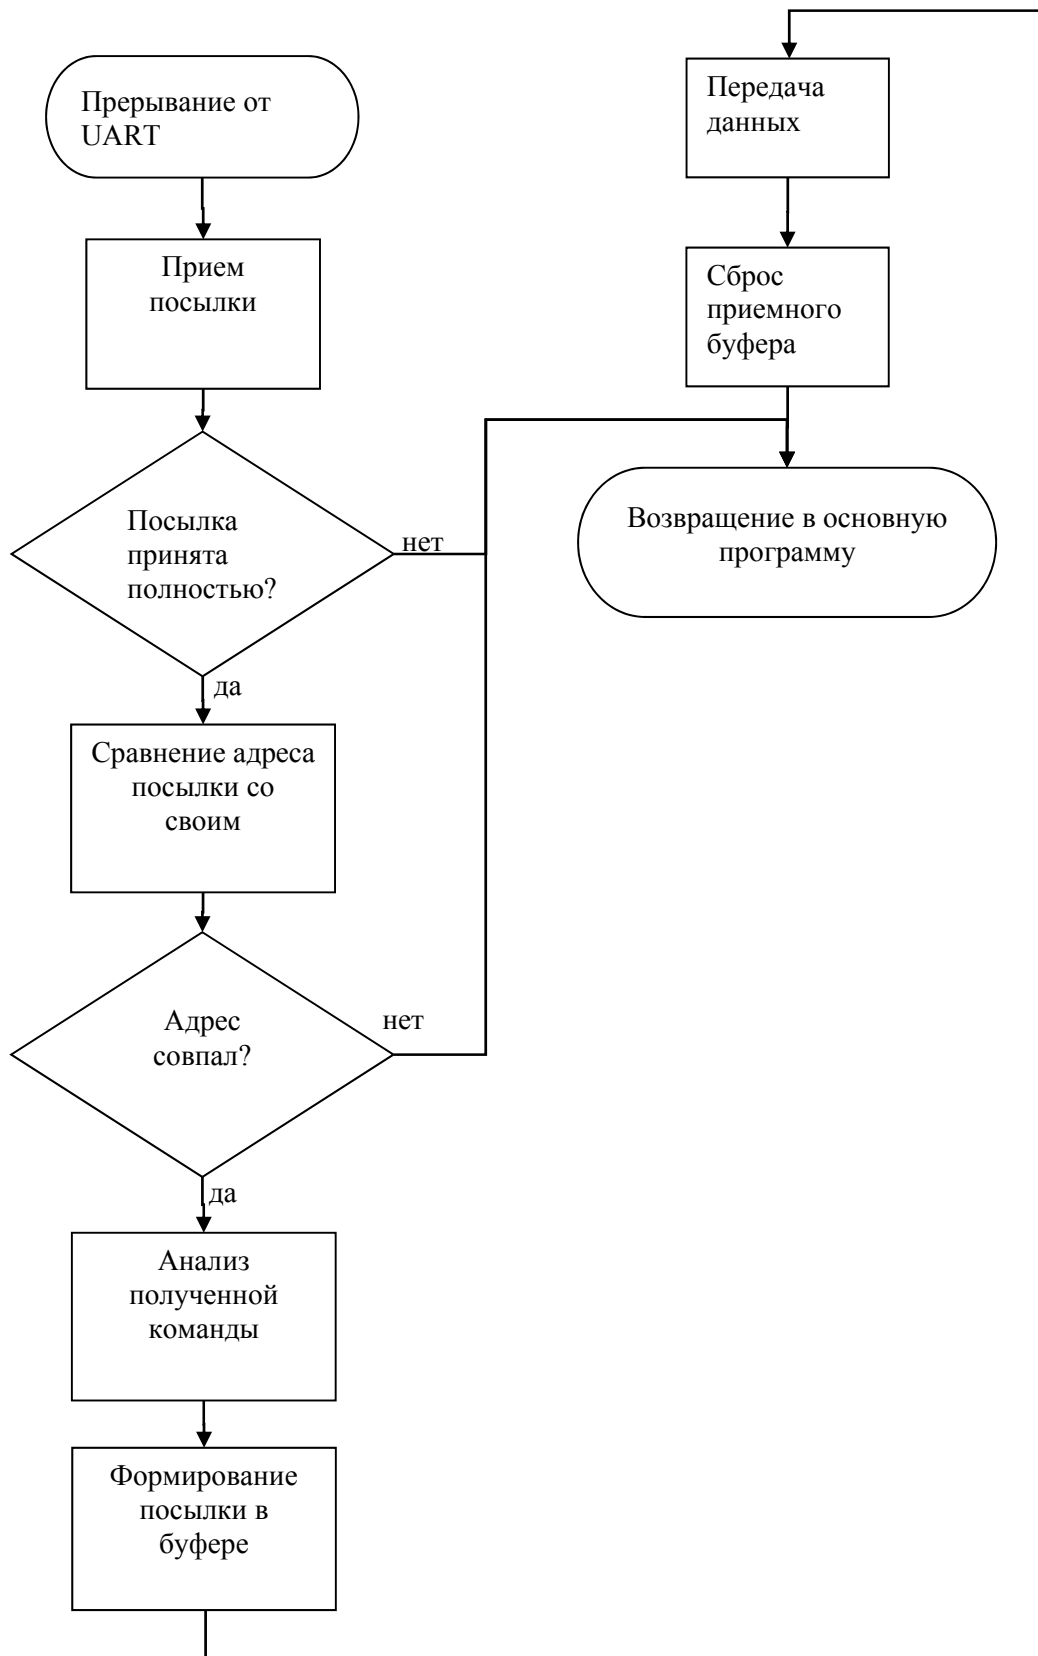 Прерывание от
UART
Прием
посылки
Посылка
принята
полностью?
нет
да
Сравнение адреса
посылки со
своим
Адрес
совпал?
нет
да
Анализ
полученной
команды
Формирование
посылки в
буфере
Передача
данных
Сброс
приемного
буфера
Возвращение в основную
программу